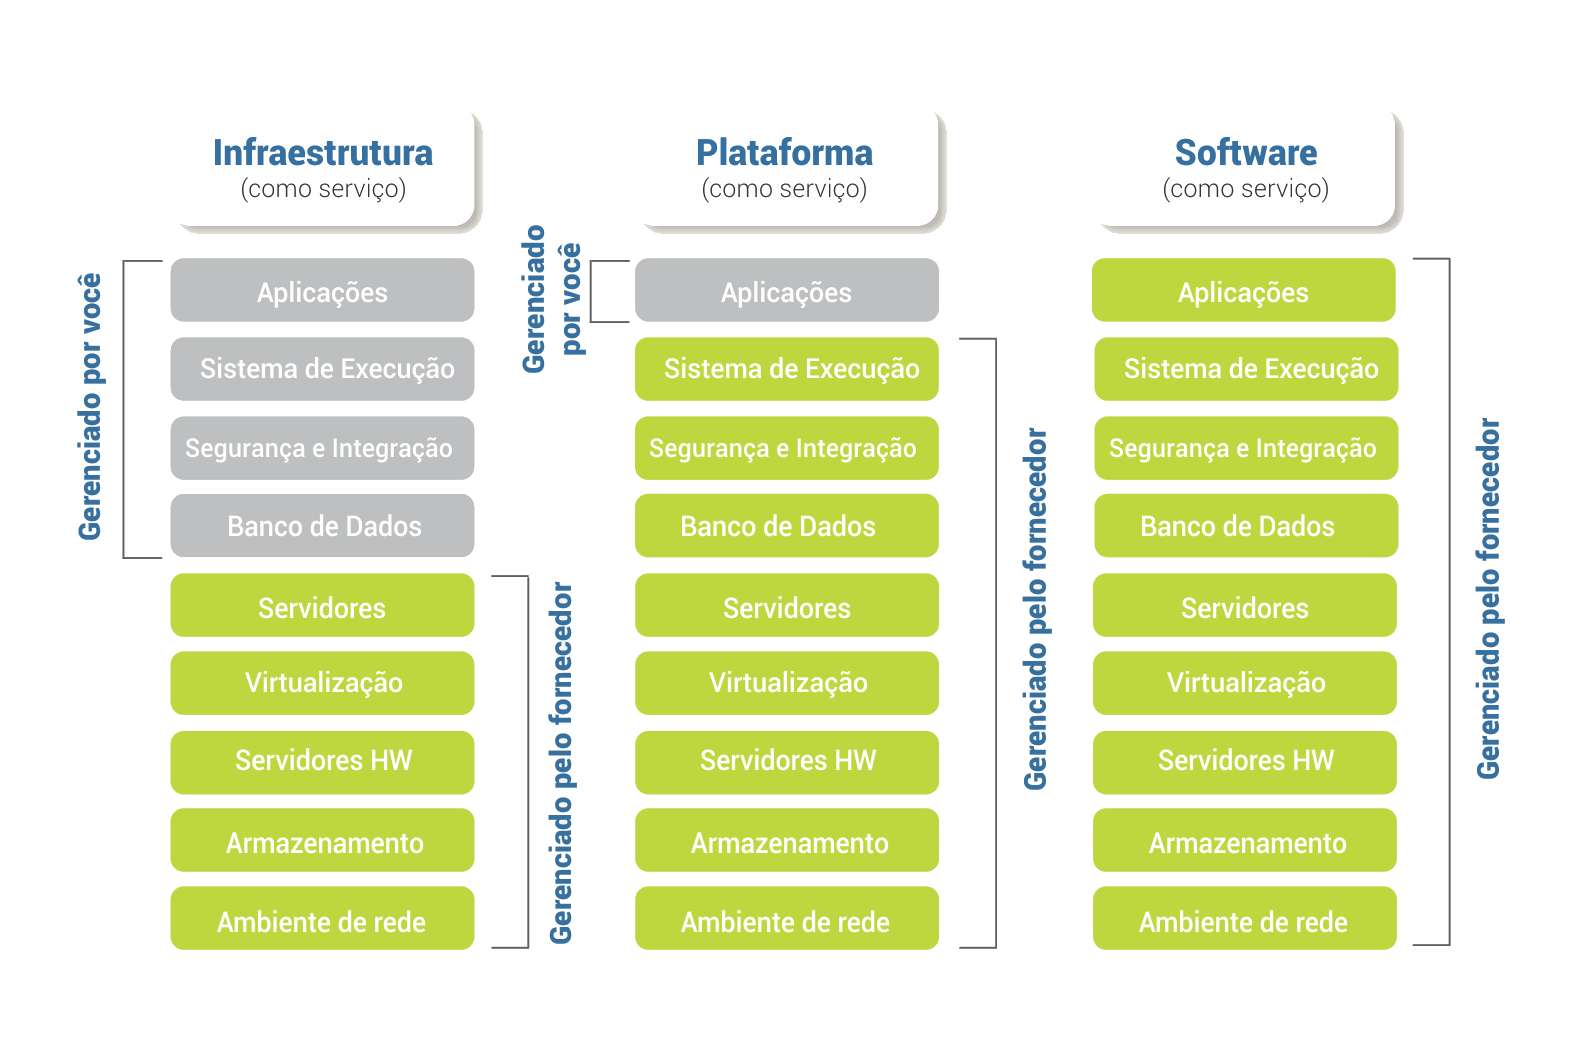 Infraestrutura
(como serviço)
Gerenciado por você
Aplicações
Sistema de Execução
Segurança e Integração
Banco de Dados
Servidores
Virtualização
Servidores HW
Armazenamento
Ambiente de rede
Gerenciado pelo fornecedor
Plataforma
(como serviço)
Gerenciado
por você
Aplicações
Sistema de Execução
Segurança e Integração
Banco de Dados
Servidores
Virtualização
Servidores HW
Armazenamento
Ambiente de rede
Gerenciado pelo fornecedor
Software
(como serviço)
Aplicações
Sistema de Execução
Segurança e Integração
Banco de Dados
Servidores
Virtualização
Servidores HW
Armazenamento
Ambiente de rede
Gerenciado pelo fornecedor